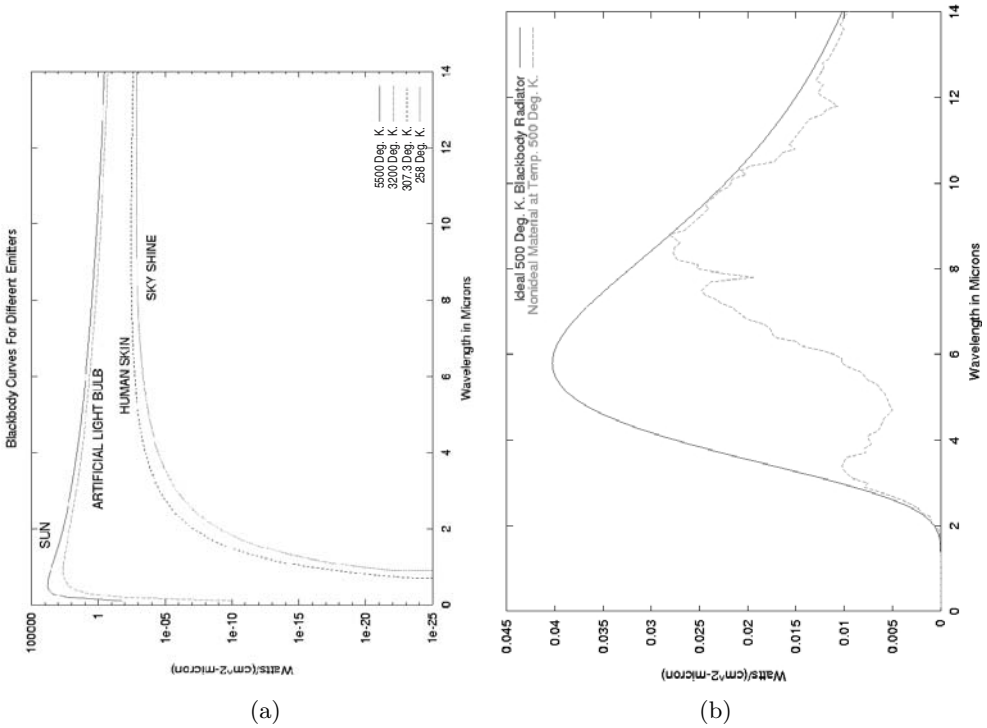 Blackbody Curves For Different Emitters
100000
1
1e-05
1e-10
1e-15
1e-20
1e-25
Watts/(cm^2-micron)
0
2
4
6
8
10
12
14
Wavelength in Microns
SUN
ARTIFICIAL LIGHT BULB
HUMAN SKIN
SKY SHINE
5500 Deg. K.
3200 Deg. K.
307.3 Deg. K.
258 Deg. K.
(a)
0.045
0.04
0.035
0.03
0.025
0.02
0.015
0.01
0.005
0
Watts/(cm^2-micron)
0
2
4
6
8
10
12
14
Wavelength in Microns
Ideal 500 Deg. K. Blackbody Radiator
Nonideal Material at Temp. 500 Deg. K.
(b)